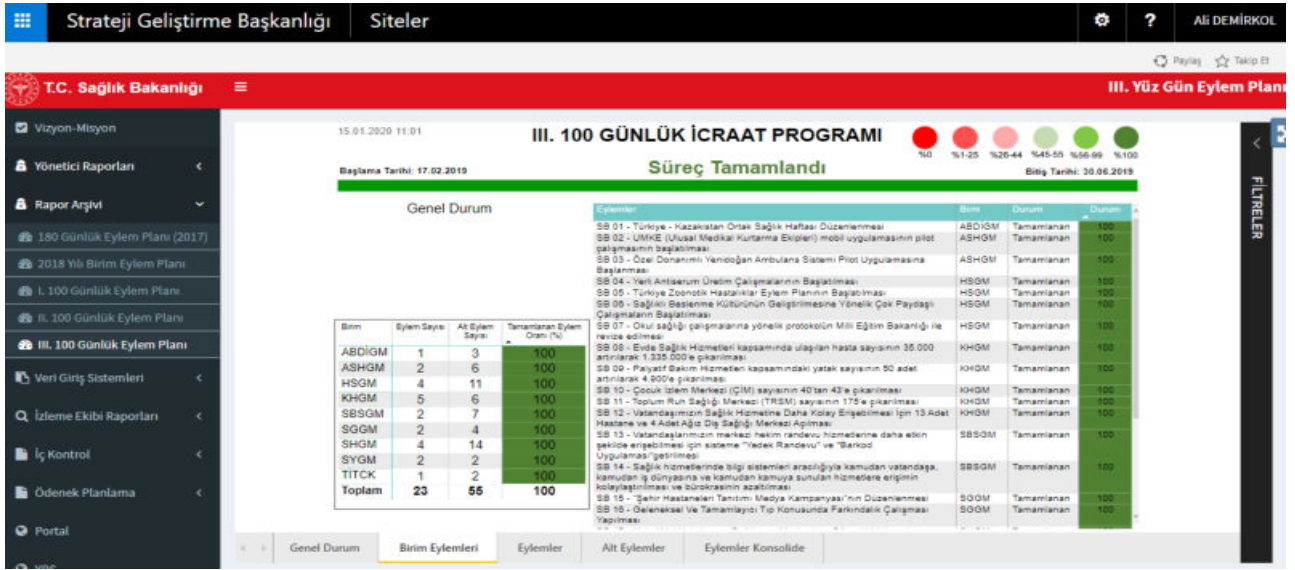 Strateji Geliştirme Başkanlığı
Siteler
?
Ali DEMİRKOL
Paylaş
Takip Et
T.C. Sağlık Bakanlığı
III. Yüz Gün Eylem Planı
Vizyon-Misyon
Yönetici Raporları
Rapor Arşivi
180 Günlük Eylem Planı (2017)
2018 Yılı Birim Eylem Planı
I. 100 Günlük Eylem Planı
II. 100 Günlük Eylem Planı
III. 100 Günlük Eylem Planı
Veri Giriş Sistemleri
İzleme Ekibi Raporları
İç Kontrol
Ödenek Planlama
Portal
15.01.2020 11:01
III. 100 GÜNLÜK İCRAAT PROGRAMI
%0 %1-25 %26-44 %45-55 %56-99 %100
Süreç Tamamlandı
Başlama Tarihi: 17.02.2019
Bitiş Tarihi: 30.06.2019
FİLTRELER
Genel Durum
Birim Eylem Sayısı Alt Eylem Sayısı Tamamlanan Eylem Oranı (%)
ABDİGM 1 3 100
ASHGM 2 6 100
HSGM 4 11 100
KHGM 5 6 100
SBSGM 2 7 100
SGGM 2 4 100
SHGM 4 14 100
SYGM 2 2 100
TİTCK 1 2 100
Toplam 23 55 100
Eylemler Birim Durum Durum
SB 01 - Türkiye - Kazakistan Ortak Sağlık Haftası Düzenlenmesi ABDİGM Tamamlanan 100
SB 02 - UMKE (Ulusal Medikal Kurtarma Ekipleri) mobil uygulamasının pilot ASHGM Tamamlanan 100
çalışmasının başlatılması
SB 03 - Özel Donanımlı Yenidoğan Ambulans Sistemi Pilot Uygulamasına ASHGM Tamamlanan 100
Başlanması
SB 04 - Yerli Antiserum Üretim Çalışmalarının Başlatılması HSGM Tamamlanan 100
SB 05 - Türkiye Zoonotik Hastalıklar Eylem Planının Başlatılması HSGM Tamamlanan 100
SB 06 - Sağlıklı Beslenme Kültürünün Geliştirilmesine Yönelik Çok Paydaşlı HSGM Tamamlanan 100
Çalışmaların Başlatılması
SB 07 - Okul sağlığı çalışmalarına yönelik protokolün Milli Eğitim Bakanlığı ile HSGM Tamamlanan 100
revize edilmesi
SB 08 - Evde Sağlık Hizmetleri kapsamında ulaşılan hasta sayısının 35.000 KHGM Tamamlanan 100
artırılarak 1.335.000'e çıkarılması
SB 09 - Palyatif Bakım Hizmetleri kapsamındaki yatak sayısının 50 adet KHGM Tamamlanan 100
artırılarak 4.900'e çıkarılması
SB 10 - Çocuk İzlem Merkezi (ÇİM) sayısının 40'tan 43'e çıkarılması KHGM Tamamlanan 100
SB 11 - Toplum Ruh Sağlığı Merkezi (TRSM) sayısının 175'e çıkarılması KHGM Tamamlanan 100
SB 12 - Vatandaşımızın Sağlık Hizmetine Daha Kolay Erişebilmesi İçin 13 Adet KHGM Tamamlanan 100
Hastane ve 4 Adet Ağız Diş Sağlığı Merkezi Açılması
SB 13 - Vatandaşlarımızın merkezi hekim randevu hizmetlerine daha etkin SBSGM Tamamlanan 100
şekilde erişebilmesi için sisteme "Yedek Randevu" ve "Barkod
Uygulaması"getirilmesi
SB 14 - Sağlık hizmetlerinde bilgi sistemleri aracılığıyla kamudan vatandaşa, SBSGM Tamamlanan 100
kamudan iş dünyasına ve kamudan kamuya sunulan hizmetlere erişimin
kolaylaştırılması ve bürokrasinin azaltılması
SB 15 - "Şehir Hastaneleri Tanıtımı Medya Kampanyası"nın Düzenlenmesi SGGM Tamamlanan 100
SB 16 - Geleneksel Ve Tamamlayıcı Tıp Konusunda Farkındalık Çalışması SGGM Tamamlanan 100
Yapılması
Genel Durum
Birim Eylemleri
Eylemler
Alt Eylemler
Eylemler Konsolide